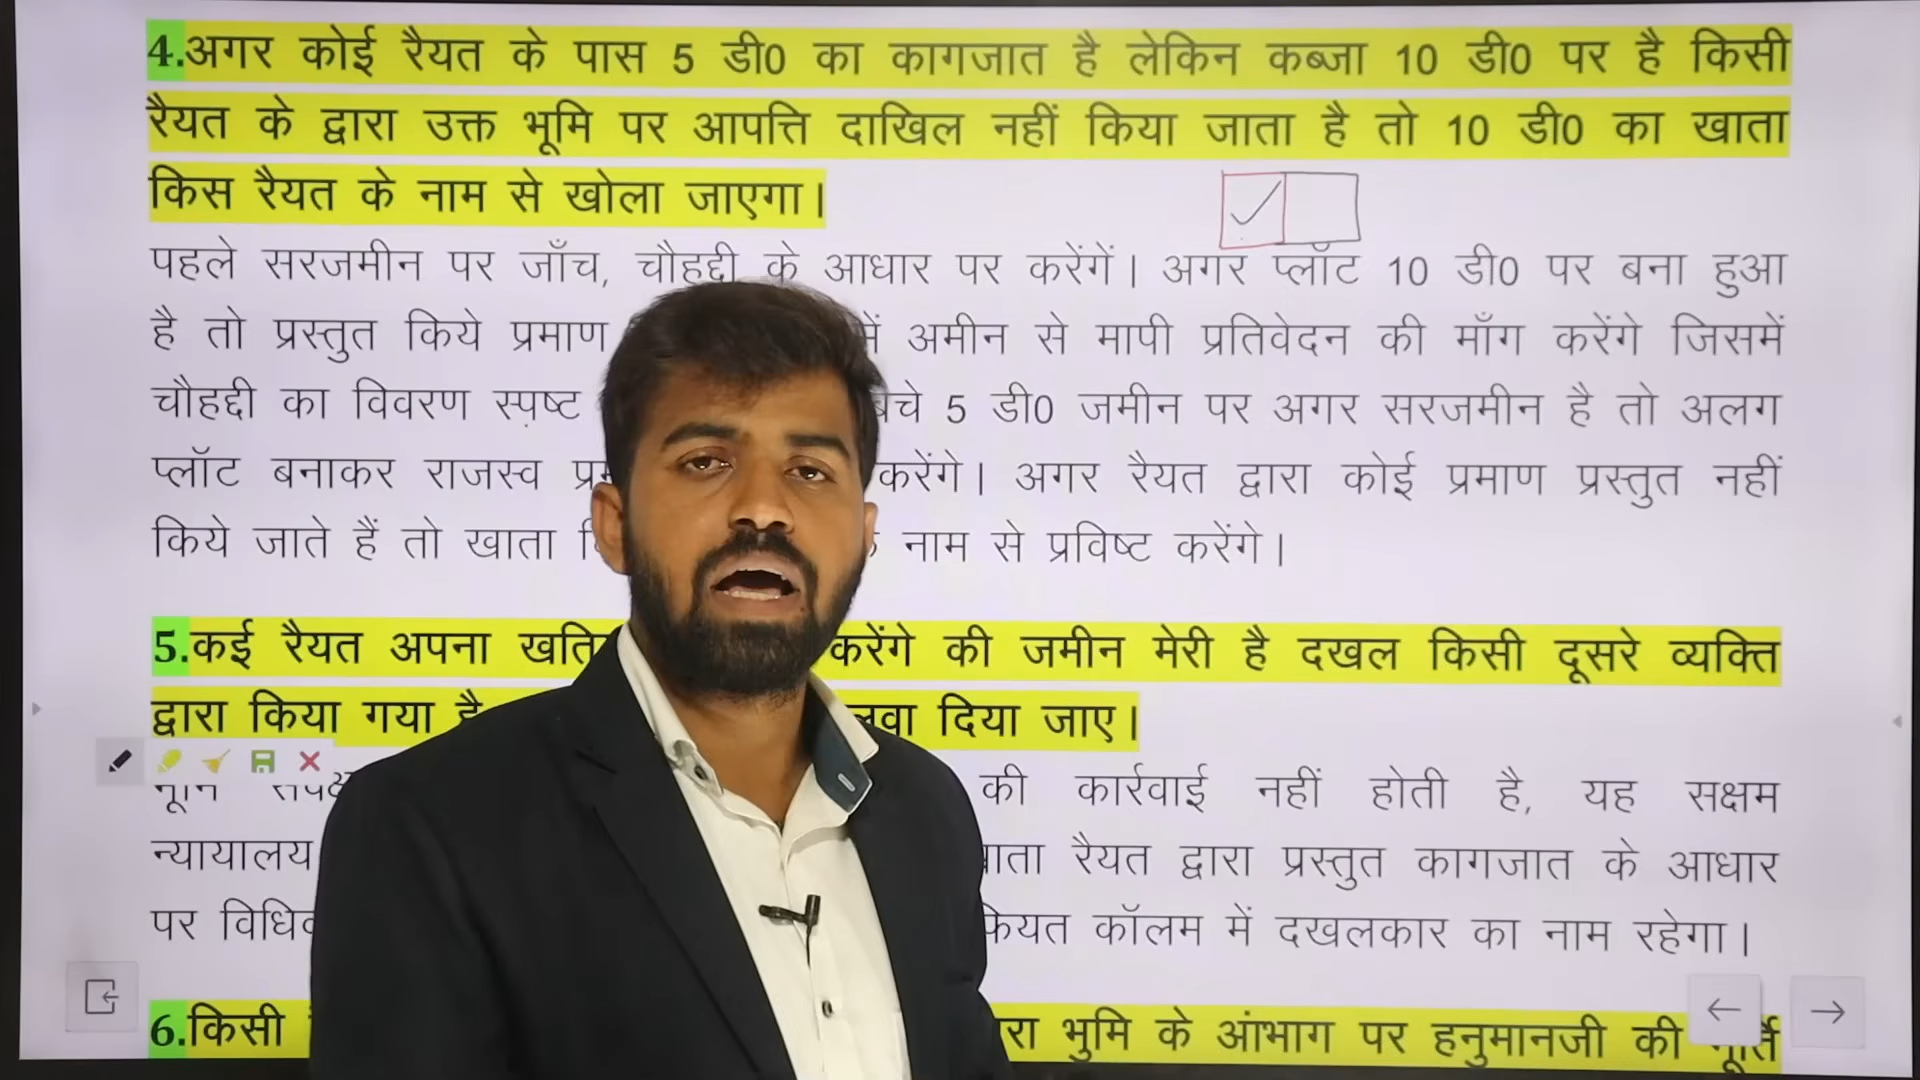 4.अगर कोई रैयत के पास 5 डी0 का कागजात है लेकिन कब्जा 10 डी0 पर है किसी
रैयत के द्वारा उक्त भूमि पर आपत्ति दाखिल नहीं किया जाता है तो 10 डी0 का खाता
किस रैयत के नाम से खोला जाएगा।
पहले सरजमीन पर जाँच, चौहद्दी के आधार पर करेंगें। अगर प्लॉट 10 डी0 पर बना हुआ
है तो प्रस्तुत किये प्रमाण में अमीन से मापी प्रतिवेदन की माँग करेंगे जिसमें
चौहद्दी का विवरण स्प़ष्ट बचे 5 डी0 जमीन पर अगर सरजमीन है तो अलग
प्लॉट बनाकर राजस्व करेंगे। अगर रैयत द्वारा कोई प्रमाण प्रस्तुत नहीं
किये जाते हैं तो खाता नाम से प्रविष्ट करेंगे।
5.कई रैयत अपना करेंगे की जमीन मेरी है दखल किसी दूसरे व्यक्ति
द्वारा किया गया है दिया जाए।
की कार्रवाई नहीं होती है, यह सक्षम
न्यायालय रैयत द्वारा प्रस्तुत कागजात के आधार
पर कॉलम में दखलकार का नाम रहेगा।
6.किसी भुमि के अंभाग पर हनुमानजी की